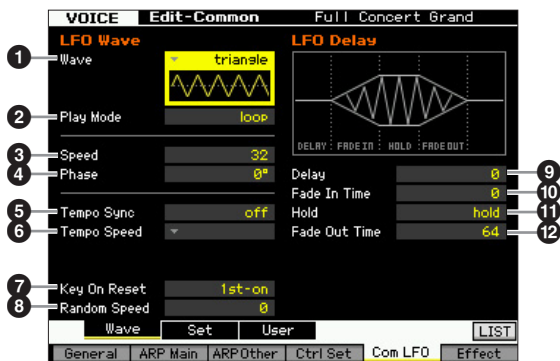 VOICE Edit-Common Full Concert Grand
LFO Wave
1 Wave triangle
2 Play Mode loop
3 Speed 32
4 Phase 0°
5 Tempo Sync off
6 Tempo Speed
7 Key On Reset 1st-on
8 Random Speed 0
LFO Delay
DELAY FADE IN HOLD FADE OUT
Delay 0 9
Fade In Time 0 10
Hold hold 11
Fade Out Time 64 12
Wave Set User LIST
General ARP Main ARP Other Ctrl Set Com LFO Effect